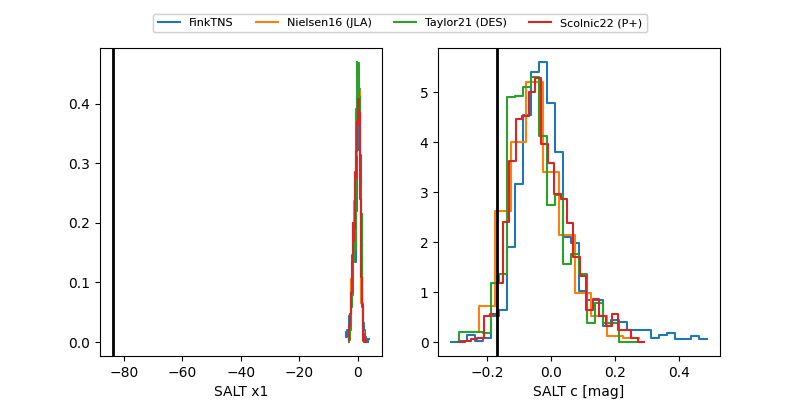 FinkTNS Nielsen16 (JLA) Taylor21 (DES) Scolnic22 (P+)
0.4
0.3
0.2
0.1
0.0
−80 −60 −40 −20 0
SALT x1
5
4
3
2
1
0
−0.2 0.0 0.2 0.4
SALT c [mag]